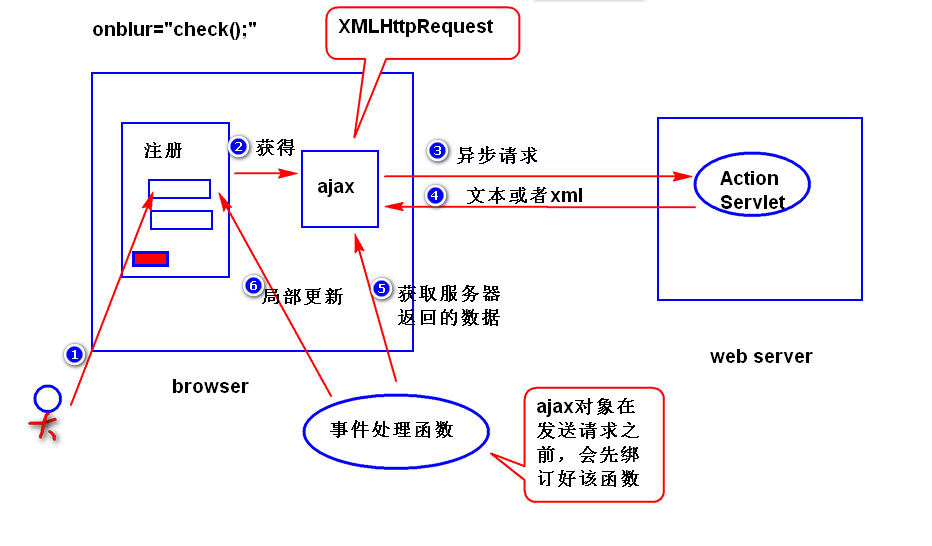 onblur="check();"
XMLHttpRequest
注册
② 获得
ajax
③ 异步请求
④ 文本或者xml
Action
Servlet
⑥ 局部更新
⑤ 获取服务器
返回的数据
①
browser
web server
事件处理函数
ajax对象在
发送请求之
前，会先绑
订好该函数